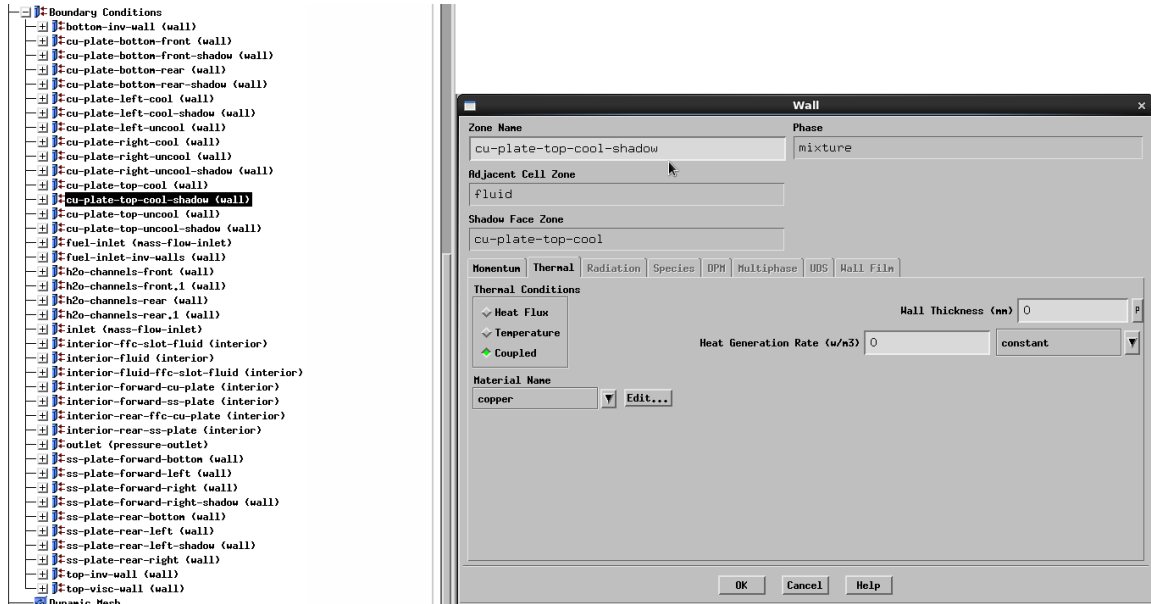 Boundary Conditions
bottom-inv-wall (wall)
cu-plate-bottom-front (wall)
cu-plate-bottom-front-shadow (wall)
cu-plate-bottom-rear (wall)
cu-plate-bottom-rear-shadow (wall)
cu-plate-left-cool (wall)
cu-plate-left-cool-shadow (wall)
cu-plate-left-uncool (wall)
cu-plate-right-cool (wall)
cu-plate-right-uncool (wall)
cu-plate-right-uncool-shadow (wall)
cu-plate-top-cool (wall)
cu-plate-top-cool-shadow (wall)
cu-plate-top-uncool (wall)
cu-plate-top-uncool-shadow (wall)
fuel-inlet (mass-flow-inlet)
fuel-inlet-inv-walls (wall)
h2o-channels-front (wall)
h2o-channels-front.1 (wall)
h2o-channels-rear (wall)
h2o-channels-rear.1 (wall)
inlet (mass-flow-inlet)
interior-ffc-slot-fluid (interior)
interior-fluid (interior)
interior-fluid-ffc-slot-fluid (interior)
interior-forward-cu-plate (interior)
interior-forward-ss-plate (interior)
interior-rear-ffc-cu-plate (interior)
interior-rear-ss-plate (interior)
outlet (pressure-outlet)
ss-plate-forward-bottom (wall)
ss-plate-forward-left (wall)
ss-plate-forward-right (wall)
ss-plate-forward-right-shadow (wall)
ss-plate-rear-bottom (wall)
ss-plate-rear-left (wall)
ss-plate-rear-left-shadow (wall)
ss-plate-rear-right (wall)
top-inv-wall (wall)
top-visc-wall (wall)
Dynamic Mesh
Wall
Zone Name Phase
cu-plate-top-cool-shadow mixture
Adjacent Cell Zone
fluid
Shadow Face Zone
cu-plate-top-cool
Momentum Thermal Radiation Species DPM Multiphase UDS Wall Film
Thermal Conditions
Heat Flux
Temperature
Coupled
Wall Thickness (mm) 0 P
Heat Generation Rate (w/m3) 0 constant
Material Name
copper Edit...
OK Cancel Help